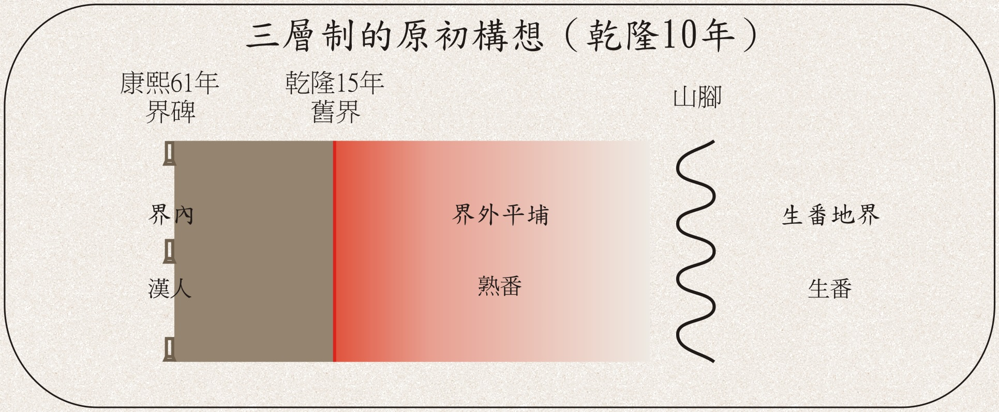 三層制的原初構想（乾隆10年）
康熙61年
界碑
乾隆15年
舊界
山腳
界內
界外平埔
生番地界
漢人
熟番
生番